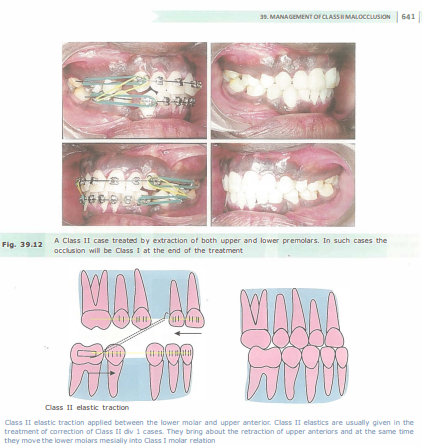 39. MANAGEMENT OF CLASS II MALOCCLUSION | 641
Fig. 39.12
A Class II case treated by extraction of both upper and lower premolars. In such cases the
occlusion will be Class I at the end of the treatment
Class II elastic traction
Class II elastic traction applied between the lower molar and upper anterior. Class II elastics are usually given in the
treatment of correction of Class II div 1 cases. They bring about the retraction of upper anteriors and at the same time
they move the lower molars mesially into Class I molar relation